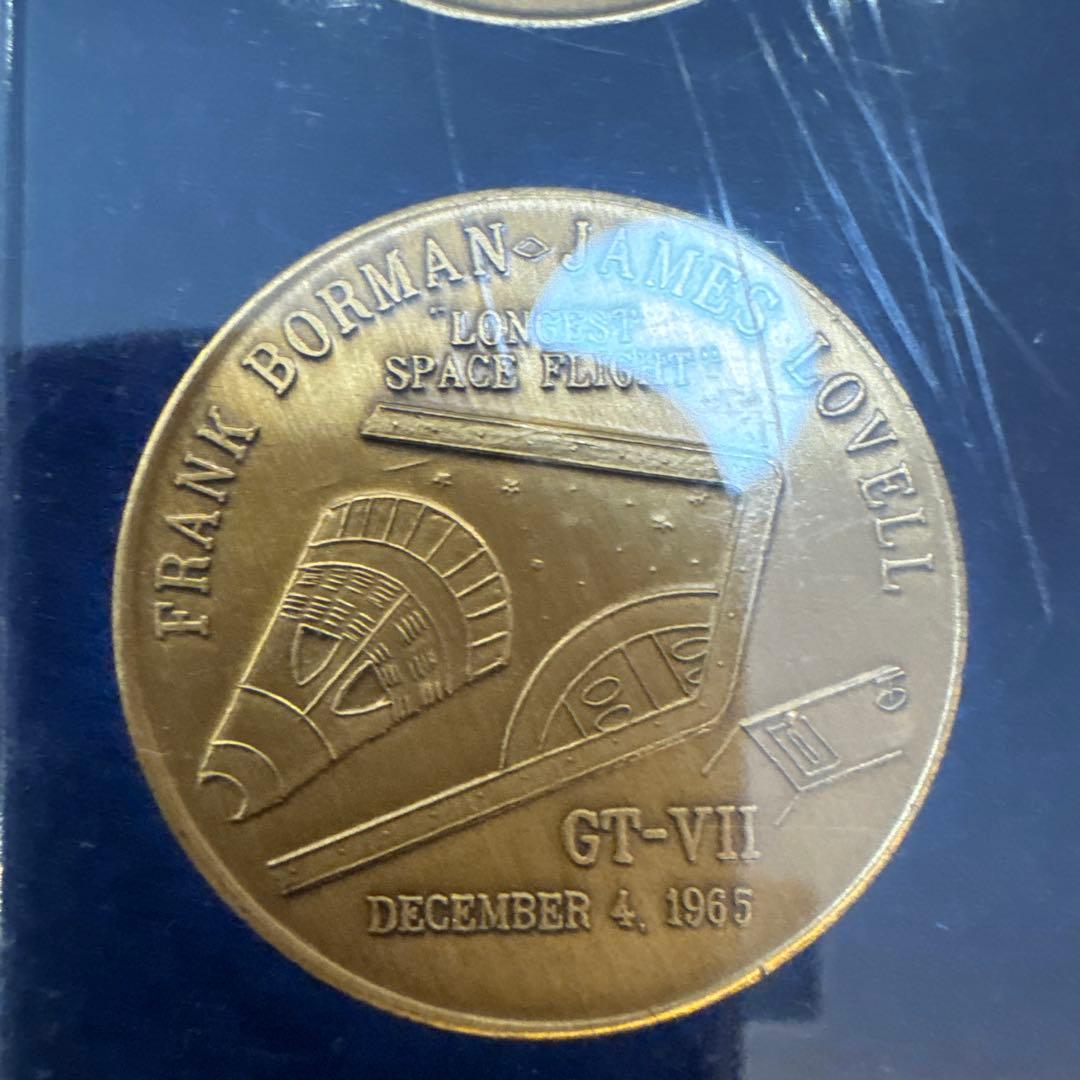 FRANK BORMAN◇JAMES LOVELL
"LONGEST
SPACE FLIGHT"
GT-VII
DECEMBER 4, 1965